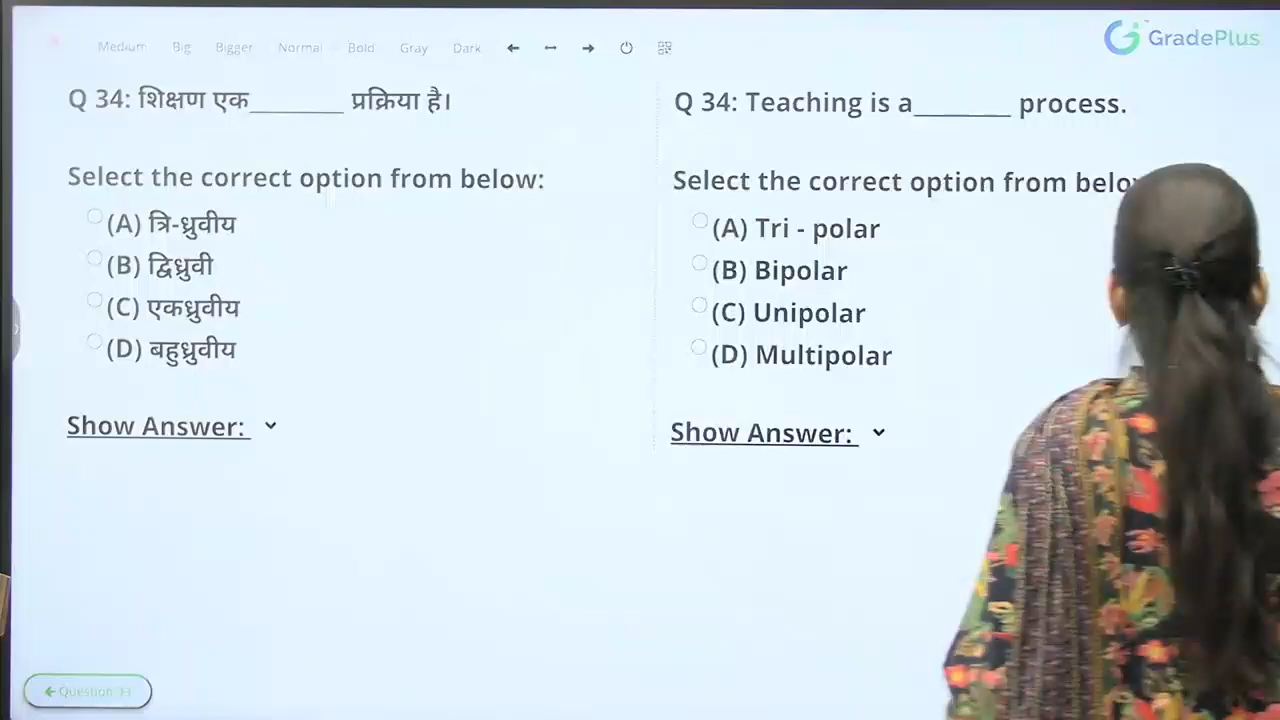 Medium Big Bigger Normal Bold Gray Dark
GradePlus
Q 34: शिक्षण एक________ प्रक्रिया है।
Select the correct option from below:
(A) त्रि-ध्रुवीय
(B) द्विध्रुवी
(C) एकध्रुवीय
(D) बहुध्रुवीय
Show Answer:
Q 34: Teaching is a_______ process.
Select the correct option from
(A) Tri - polar
(B) Bipolar
(C) Unipolar
(D) Multipolar
Show Answer:
Question